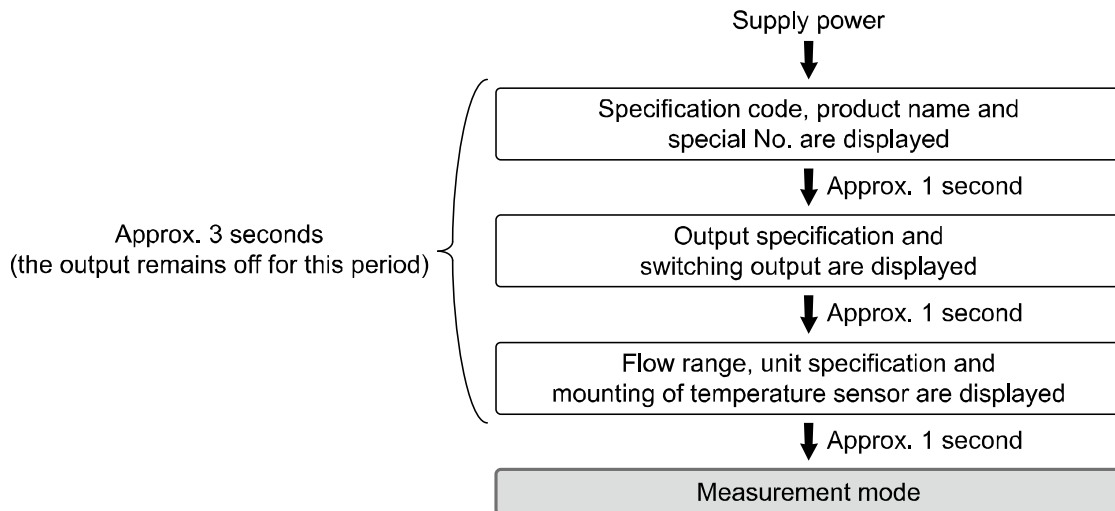 Supply power
Specification code, product name and
special No. are displayed
Approx. 1 second
Approx. 3 seconds
(the output remains off for this period)
Output specification and
switching output are displayed
Approx. 1 second
Flow range, unit specification and
mounting of temperature sensor are displayed
Approx. 1 second
Measurement mode